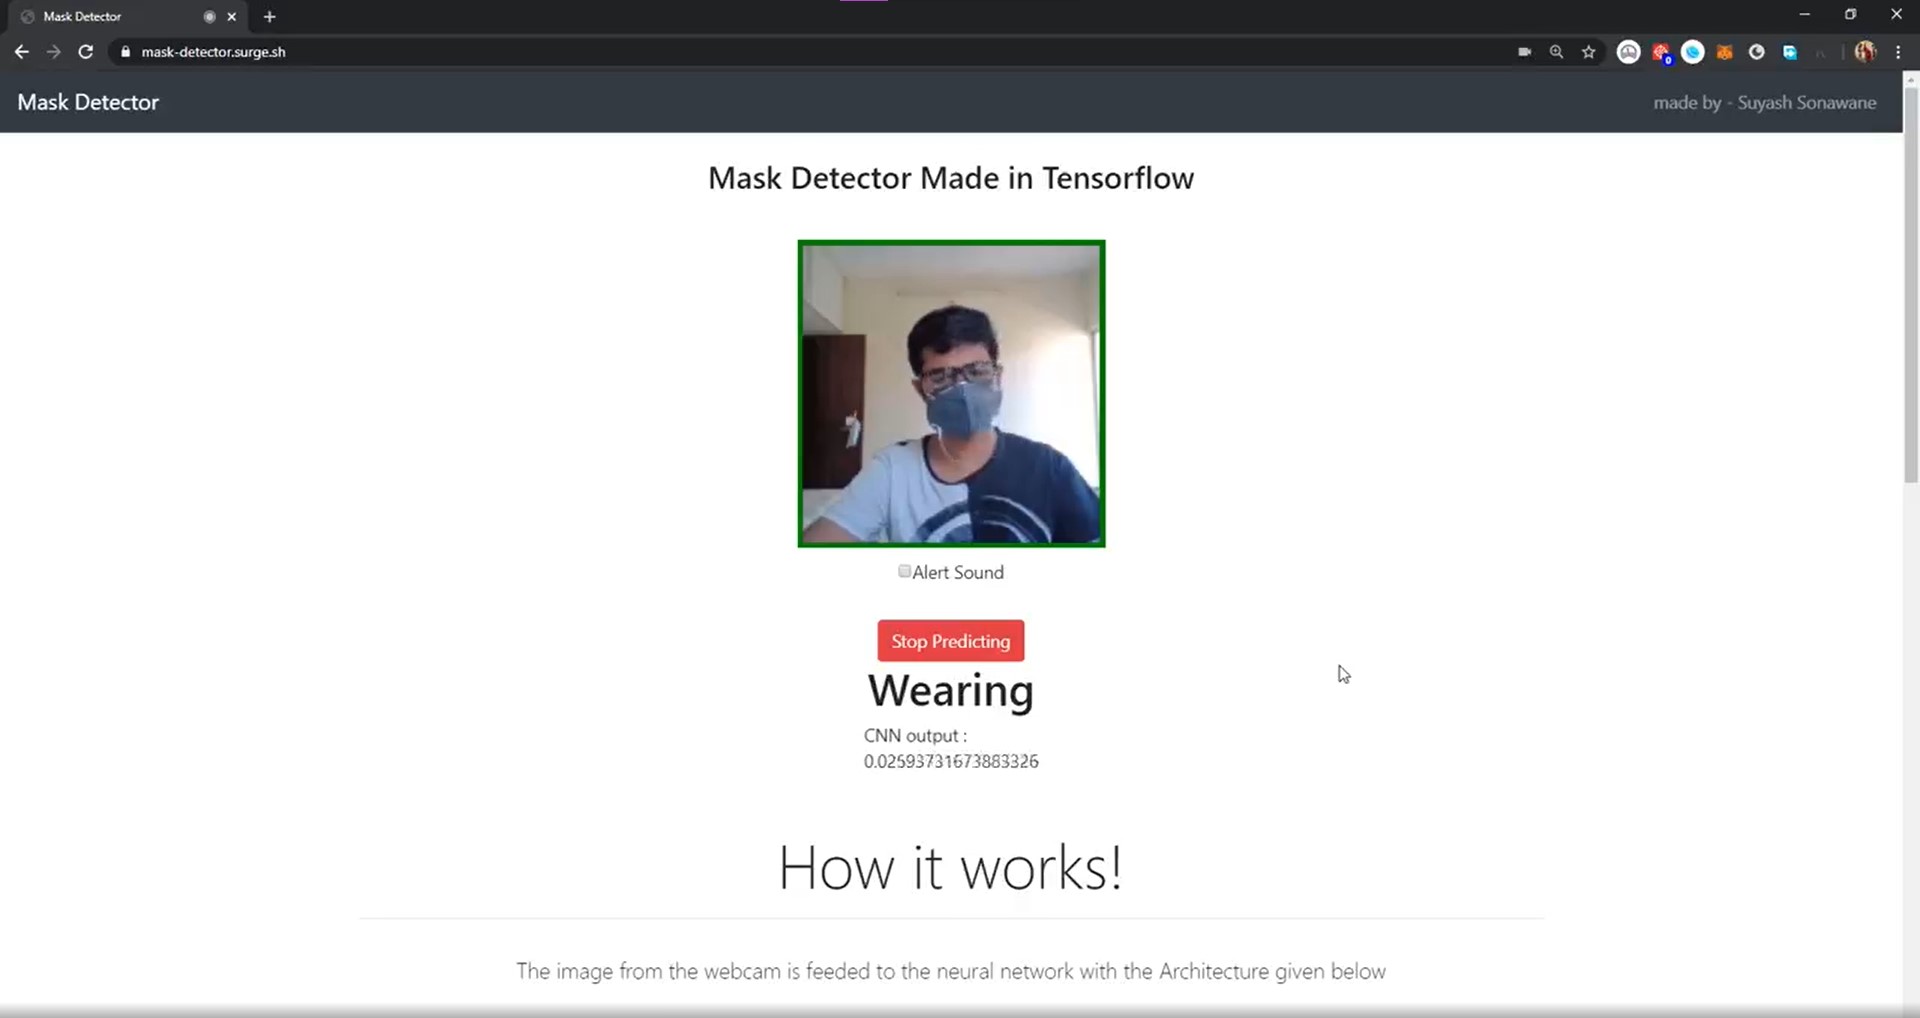 Mask Detector
mask-detector.surge.sh
0
Mask Detector
made by - Suyash Sonawane
Mask Detector Made in Tensorflow
Alert Sound
Stop Predicting
Wearing
CNN output :
0.02593731673883326
How it works!
The image from the webcam is feeded to the neural network with the Architecture given below